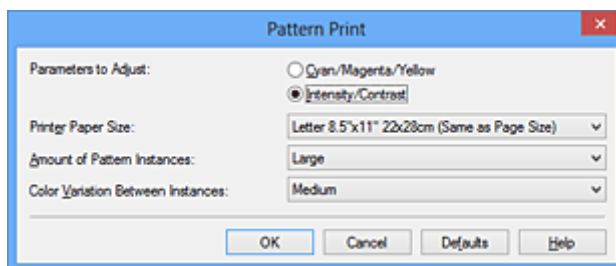 Pattern Print
Parameters to Adjust:
Cyan/Magenta/Yellow
Intensity/Contrast
Printer Paper Size:
Letter 8.5"x11" 22x28cm (Same as Page Size)
Amount of Pattern Instances:
Large
Color Variation Between Instances:
Medium
OK Cancel Defaults Help